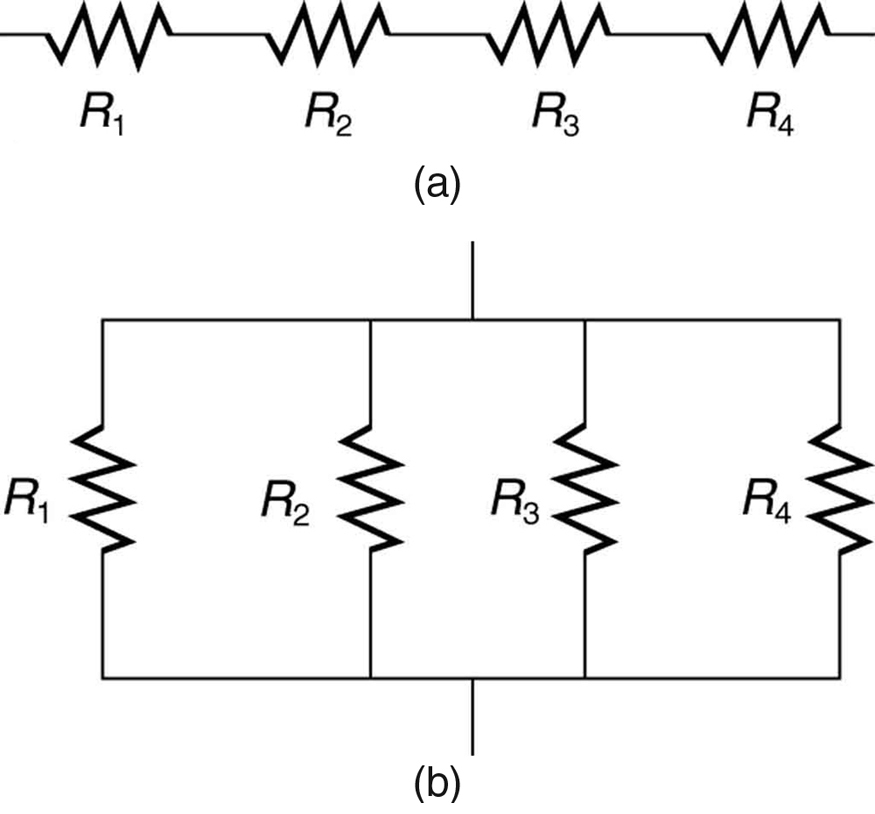 R₁ R₂ R₃ R₄
(a)
R₁ R₂ R₃ R₄
(b)